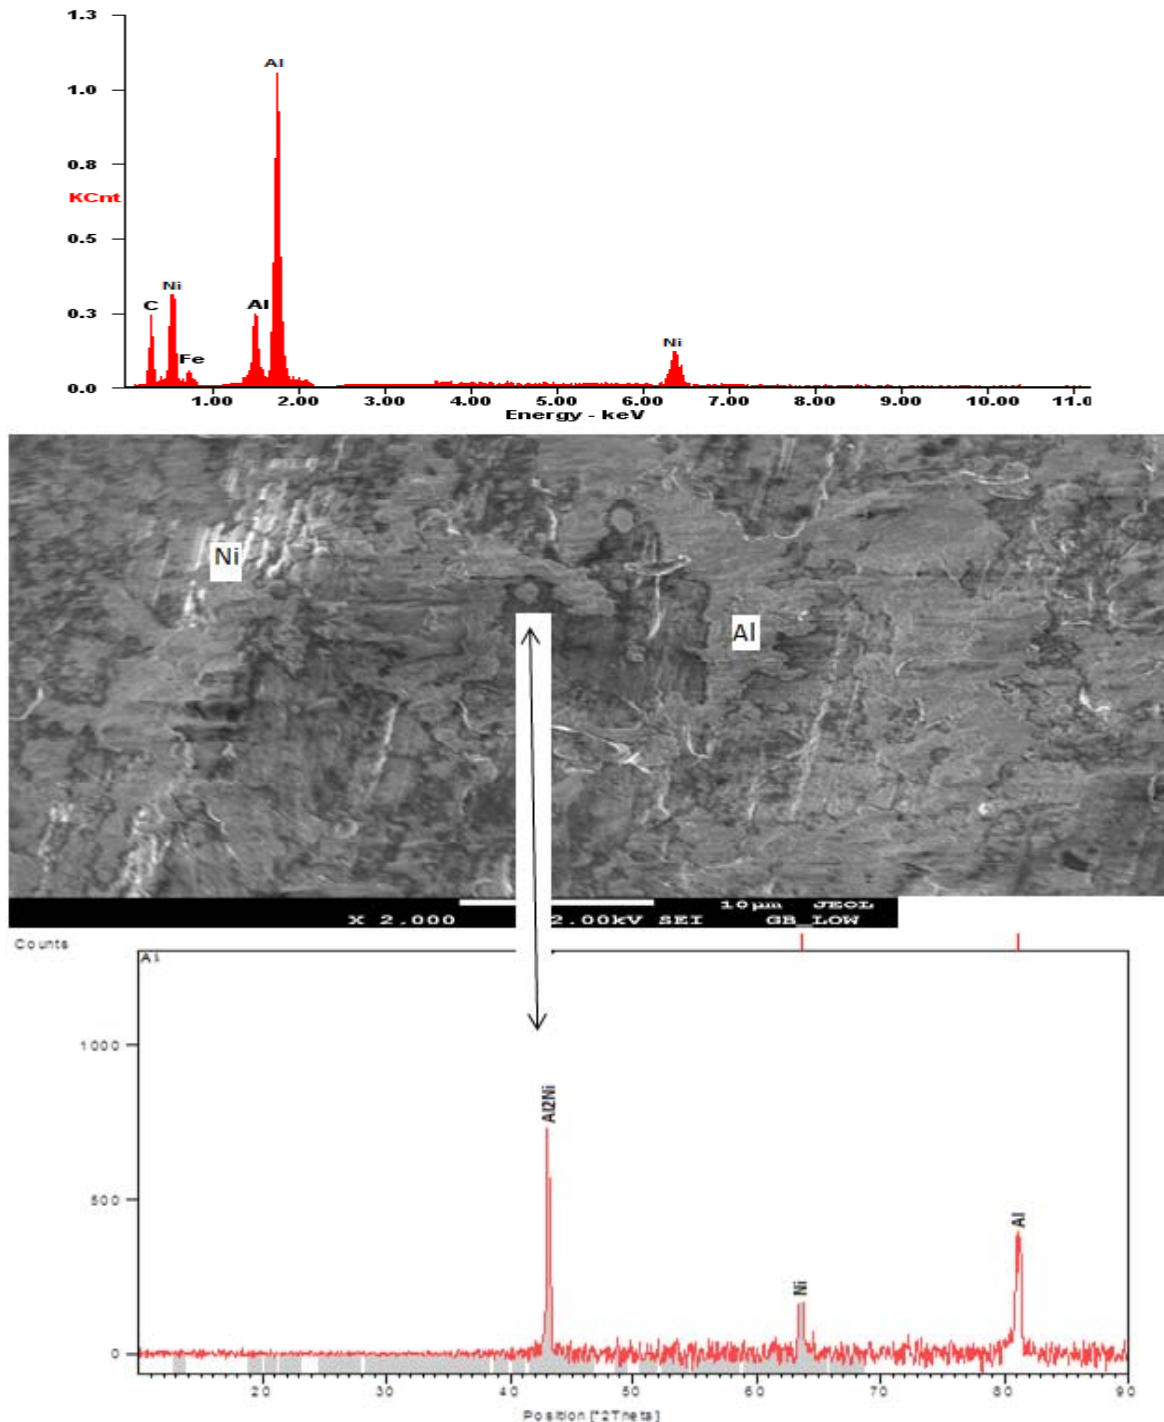 1.3
Al
1.0
0.8
KCnt
0.5
Ni
C
Al
0.3
Fe
Ni
0.0
1.00 2.00 3.00 4.00 5.00 6.00 7.00 8.00 9.00 10.00 11.0
Energy - keV
Ni
Al
X 2.000 2.00kV SEI 10µm JEOL GB_LOW
Counts
Al
1000
Al2Ni
500
Al
Ni
0
20 30 40 50 60 70 80 90
Position [°2Theta]